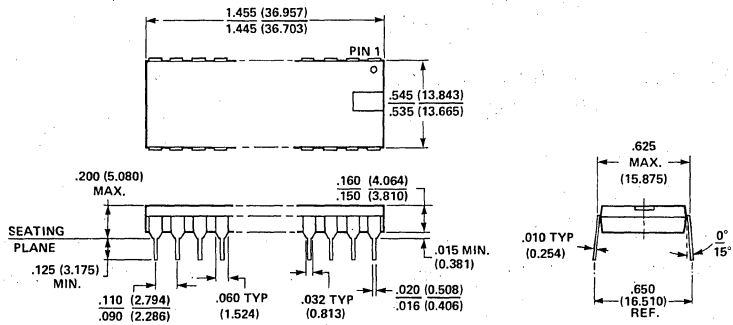 1.455 (36.957)
1.445 (36.703)
PIN 1
.545 (13.843)
.535 (13.665)
.200 (5.080)
MAX.
.160 (4.064)
.150 (3.810)
.625
MAX.
(15.875)
SEATING
PLANE
.125 (3.175)
MIN.
.015 MIN.
(0.381)
.010 TYP
(0.254)
0°
15°
.110 (2.794)
.090 (2.286)
.060 TYP
(1.524)
.032 TYP
(0.813)
.020 (0.508)
.016 (0.406)
.650
(16.510)
REF.